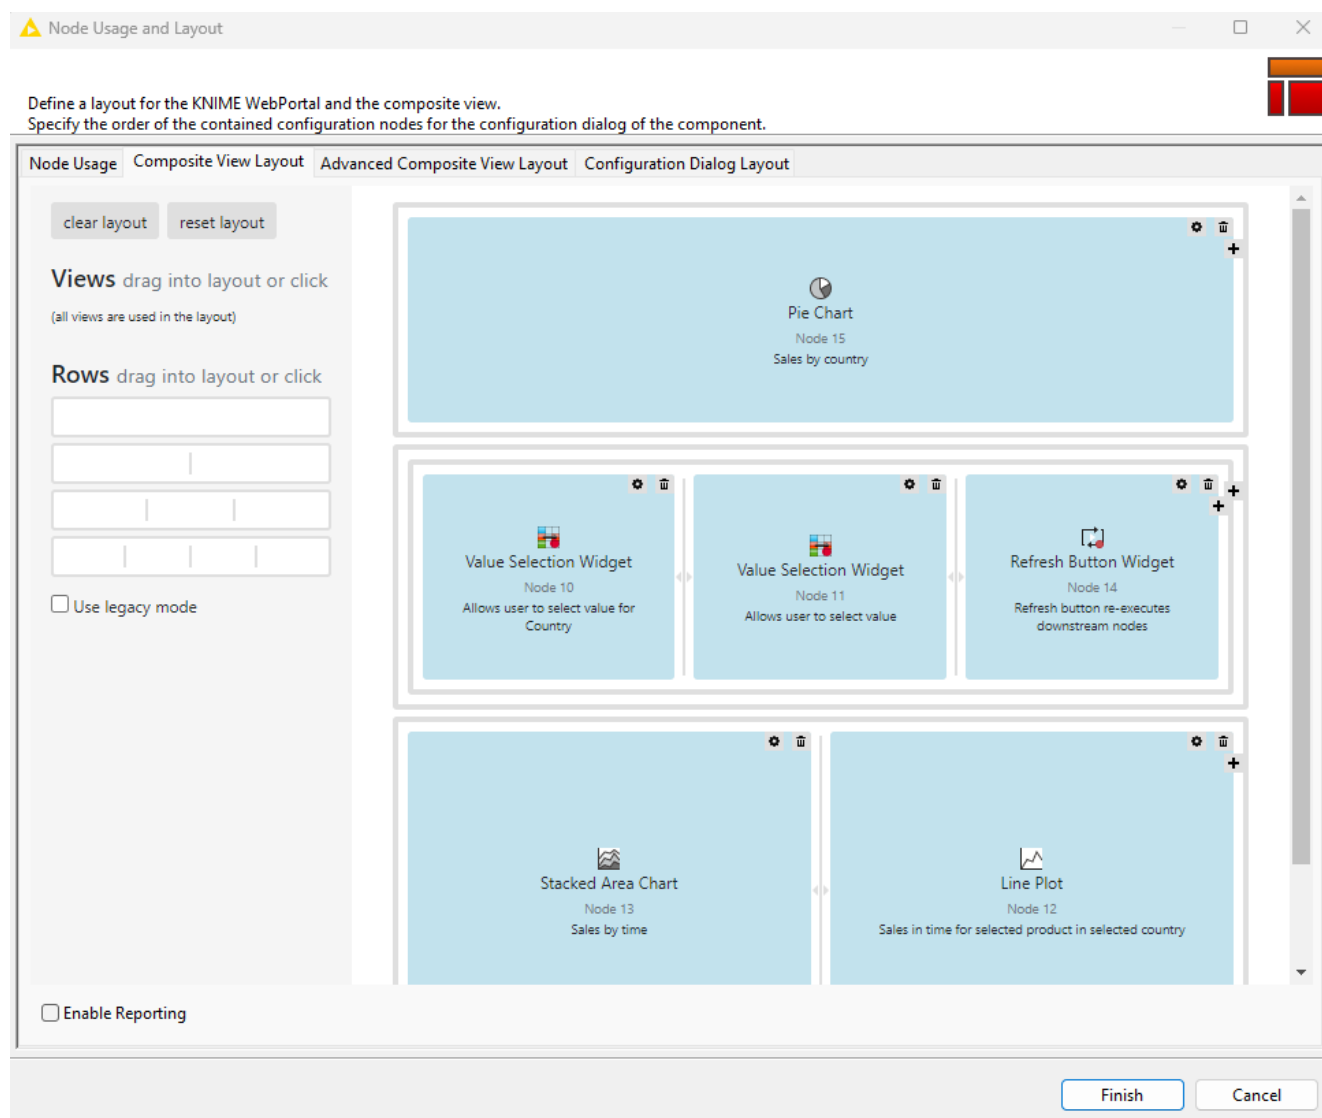 Node Usage and Layout
Define a layout for the KNIME WebPortal and the composite view.
Specify the order of the contained configuration nodes for the configuration dialog of the component.
Node Usage
Composite View Layout
Advanced Composite View Layout
Configuration Dialog Layout
clear layout
reset layout
Views drag into layout or click
(all views are used in the layout)
Rows drag into layout or click
Use legacy mode
Pie Chart
Node 15
Sales by country
Value Selection Widget
Node 10
Allows user to select value for
Country
Value Selection Widget
Node 11
Allows user to select value
Refresh Button Widget
Node 14
Refresh button re-executes
downstream nodes
Stacked Area Chart
Node 13
Sales by time
Line Plot
Node 12
Sales in time for selected product in selected country
Enable Reporting
Finish
Cancel